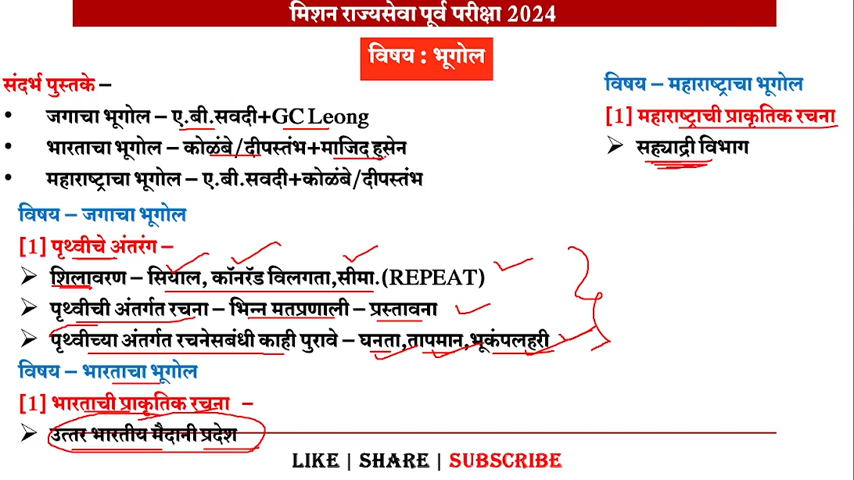 मिशन राज्यसेवा पूर्व परीक्षा 2024
विषय : भूगोल
संदर्भ पुस्तके –
• जगाचा भूगोल – ए.बी.सवदी+GC Leong
• भारताचा भूगोल – कोळंबे/दीपस्तंभ+माजिद हुसेन
• महाराष्ट्राचा भूगोल – ए.बी.सवदी+कोळंबे/दीपस्तंभ
विषय – जगाचा भूगोल
[1] पृथ्वीचे अंतरंग –
➢ शिलावरण – सियाल, कॉनरॅड विलगता,सीमा.(REPEAT)
➢ पृथ्वीची अंतर्गत रचना – भिन्न मतप्रणाली – प्रस्तावना
➢ पृथ्वीच्या अंतर्गत रचनेसबंधी काही पुरावे – घनता,तापमान,भूकंपलहरी
विषय – भारताचा भूगोल
[1] भारताची प्राकृतिक रचना –
➢ उत्तर भारतीय मैदानी प्रदेश
विषय – महाराष्ट्राचा भूगोल
[1] महाराष्ट्राची प्राकृतिक रचना
➢ सह्याद्री विभाग
LIKE | SHARE | SUBSCRIBE